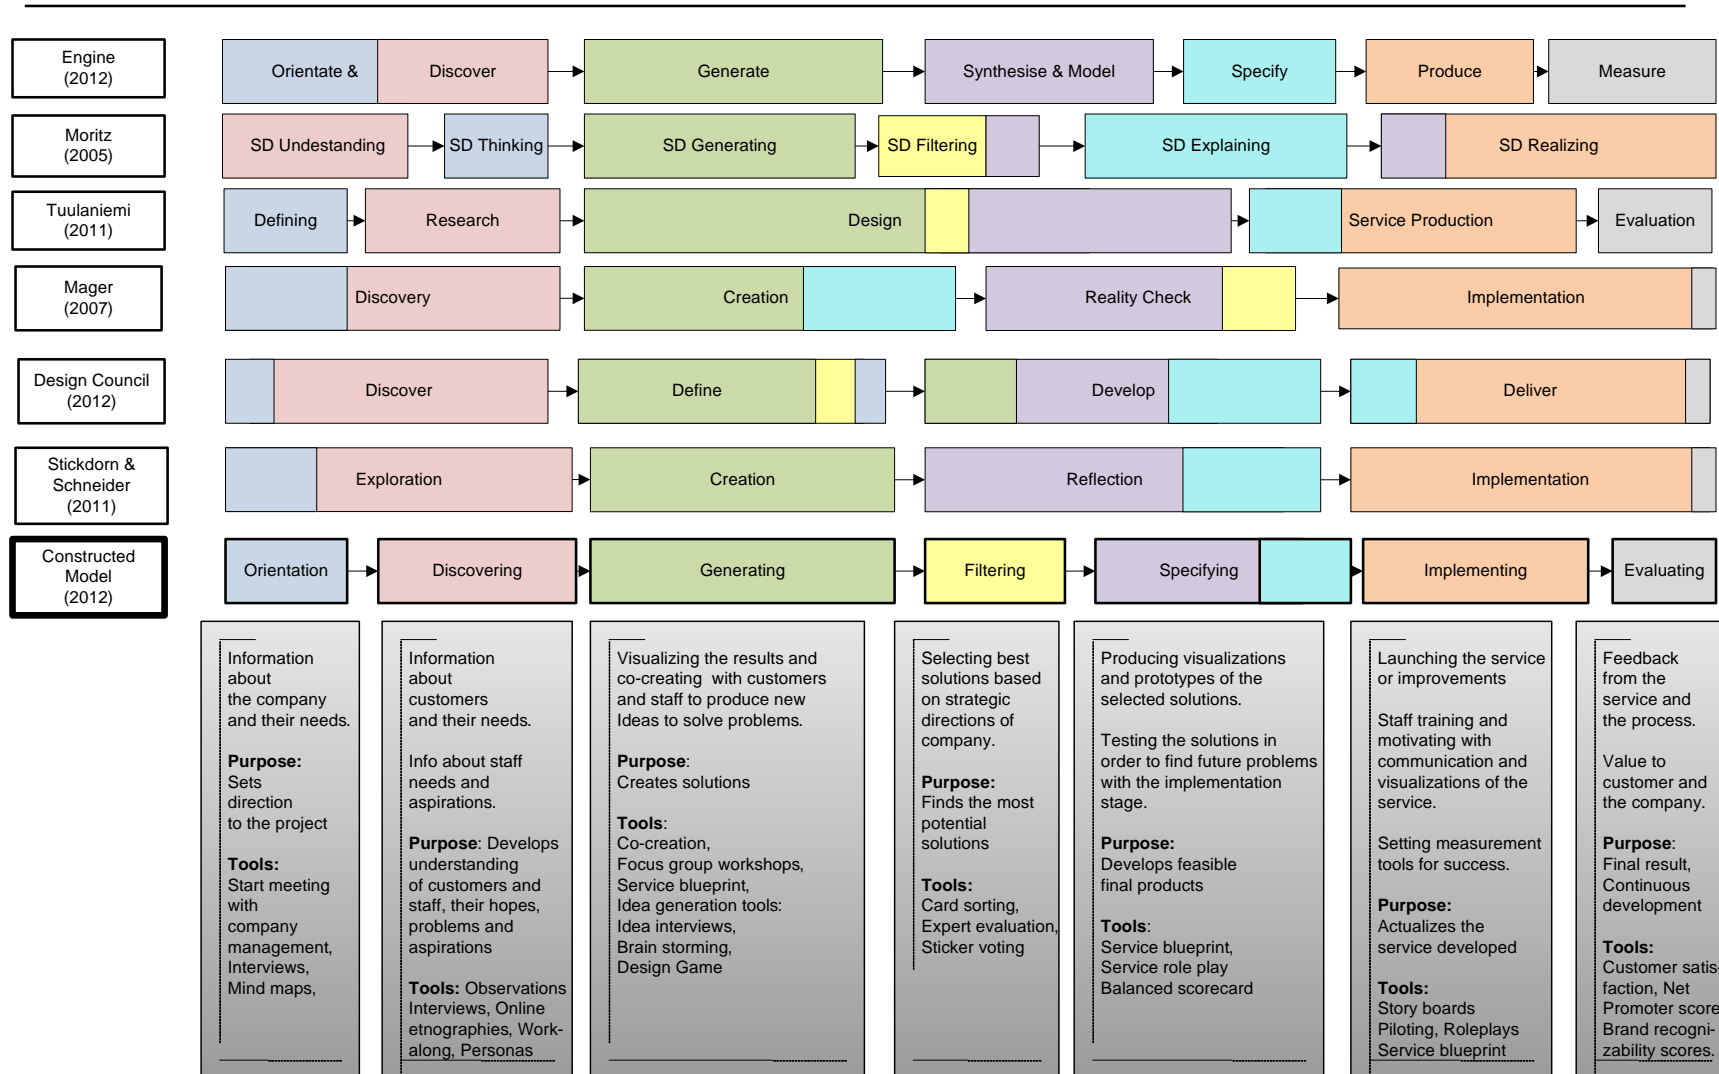 Engine
(2012)
Orientate &
Discover
Generate
Synthesise & Model
Specify
Produce
Measure
Moritz
(2005)
SD Undestanding
SD Thinking
SD Generating
SD Filtering
SD Explaining
SD Realizing
Tuulaniemi
(2011)
Defining
Research
Design
Service Production
Evaluation
Mager
(2007)
Discovery
Creation
Reality Check
Implementation
Design Council
(2012)
Discover
Define
Develop
Deliver
Stickdorn &
Schneider
(2011)
Exploration
Creation
Reflection
Implementation
Constructed
Model
(2012)
Orientation
Discovering
Generating
Filtering
Specifying
Implementing
Evaluating
Information
about
the company
and their needs.
Purpose:
Sets
direction
to the project
Tools:
Start meeting
with
company
management,
Interviews,
Mind maps,
Information
about
customers
and their needs.
Info about staff
needs and
aspirations.
Purpose: Develops
understanding
of customers and
staff, their hopes,
problems and
aspirations
Tools: Observations
Interviews, Online
etnographies, Work-
along, Personas
Visualizing the results and
co-creating with customers
and staff to produce new
Ideas to solve problems.
Purpose:
Creates solutions
Tools:
Co-creation,
Focus group workshops,
Service blueprint,
Idea generation tools:
Idea interviews,
Brain storming,
Design Game
Selecting best
solutions based
on strategic
directions of
company.
Purpose:
Finds the most
potential
solutions
Tools:
Card sorting,
Expert evaluation,
Sticker voting
Producing visualizations
and prototypes of the
selected solutions.
Testing the solutions in
order to find future problems
with the implementation
stage.
Purpose:
Develops feasible
final products
Tools:
Service blueprint,
Service role play
Balanced scorecard
Launching the service
or improvements
Staff training and
motivating with
communication and
visualizations of the
service.
Setting measurement
tools for success.
Purpose:
Actualizes the
service developed
Tools:
Story boards
Piloting, Roleplays
Service blueprint
Feedback
from the
service and
the process.
Value to
customer and
the company.
Purpose:
Final result,
Continuous
development
Tools:
Customer satis-
faction, Net
Promoter score
Brand recogni-
zability scores.